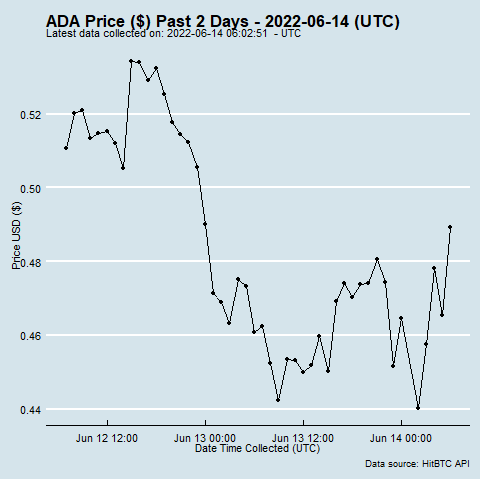 ADA Price ($) Past 2 Days - 2022-06-14 (UTC)
Latest data collected on: 2022-06-14 06:02:51 - UTC
0.52
0.50
0.48
0.46
0.44
Price USD ($)
Jun 12 12:00 Jun 13 00:00 Jun 13 12:00 Jun 14 00:00
Date Time Collected (UTC)
Data source: HitBTC API